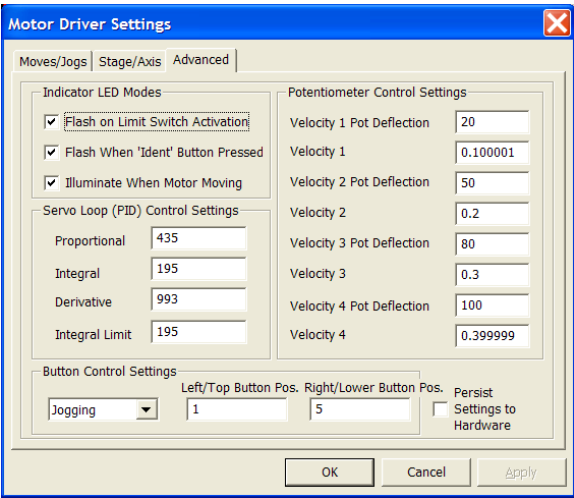 Motor Driver Settings
Moves/Jogs Stage/Axis Advanced
Indicator LED Modes
Flash on Limit Switch Activation
Flash When 'Ident' Button Pressed
Illuminate When Motor Moving
Servo Loop (PID) Control Settings
Proportional 435
Integral 195
Derivative 993
Integral Limit 195
Potentiometer Control Settings
Velocity 1 Pot Deflection 20
Velocity 1 0.100001
Velocity 2 Pot Deflection 50
Velocity 2 0.2
Velocity 3 Pot Deflection 80
Velocity 3 0.3
Velocity 4 Pot Deflection 100
Velocity 4 0.399999
Button Control Settings
Left/Top Button Pos. Right/Lower Button Pos.
Jogging 1 5
Persist
Settings to
Hardware
OK Cancel Apply